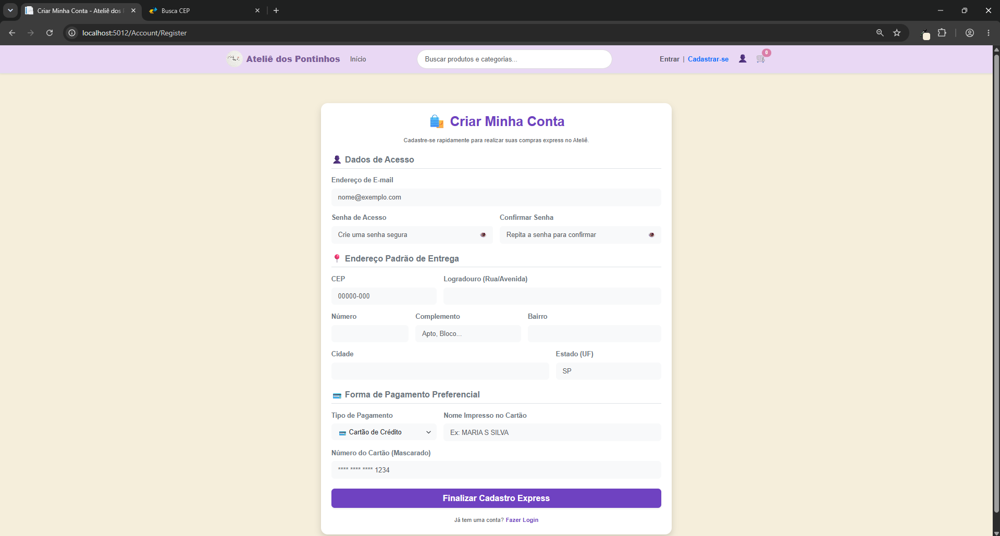 Criar Minha Conta - Ateliê dos
Busca CEP
localhost:5012/Account/Register
Ateliê dos Pontinhos
Início
Buscar produtos e categorias...
Entrar | Cadastrar-se
0
Criar Minha Conta
Cadastre-se rapidamente para realizar suas compras express no Ateliê.
Dados de Acesso
Endereço de E-mail
nome@exemplo.com
Senha de Acesso
Confirmar Senha
Crie uma senha segura
Repita a senha para confirmar
Endereço Padrão de Entrega
CEP
Logradouro (Rua/Avenida)
00000-000
Número
Complemento
Bairro
Apto, Bloco...
Cidade
Estado (UF)
SP
Forma de Pagamento Preferencial
Tipo de Pagamento
Nome Impresso no Cartão
Cartão de Crédito
Ex: MARIA S SILVA
Número do Cartão (Mascarado)
**** **** **** 1234
Finalizar Cadastro Express
Já tem uma conta? Fazer Login